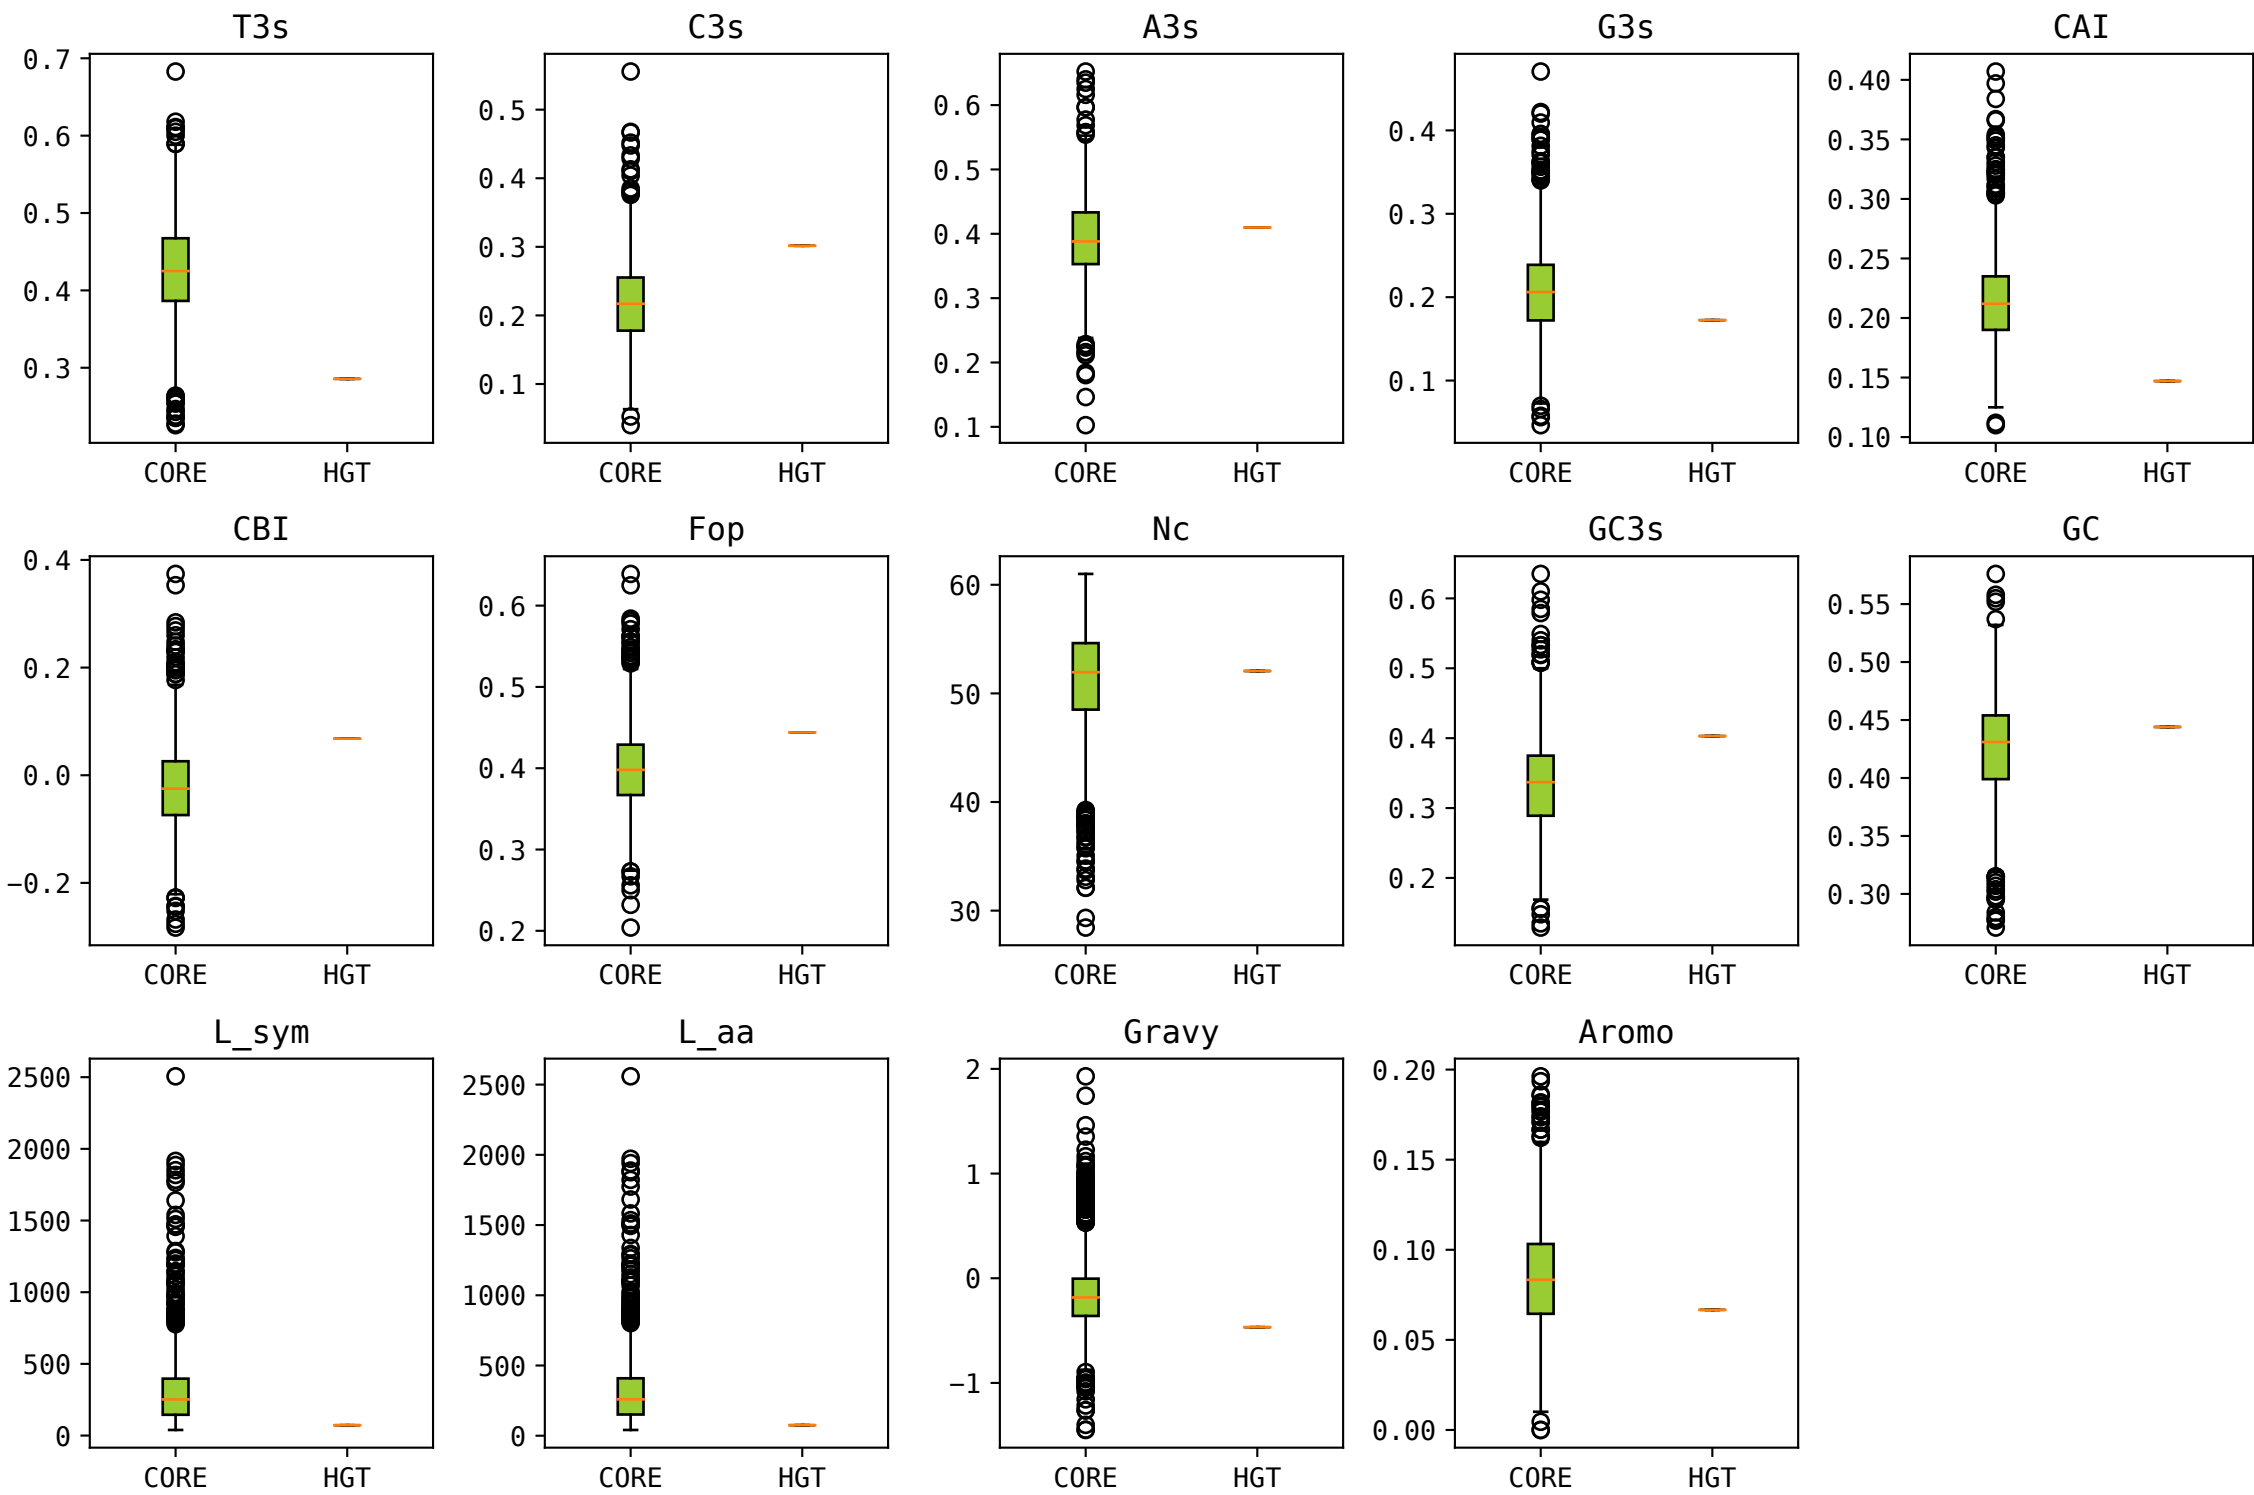 T3s
C3s
A3s
G3s
CAI
0.7
0.6
0.5
0.4
0.3
CORE
HGT
0.5
0.4
0.3
0.2
0.1
CORE
HGT
0.6
0.5
0.4
0.3
0.2
0.1
CORE
HGT
0.4
0.3
0.2
0.1
CORE
HGT
0.40
0.35
0.30
0.25
0.20
0.15
0.10
CORE
HGT
CBI
Fop
Nc
GC3s
GC
0.4
0.2
0.0
−0.2
CORE
HGT
0.6
0.5
0.4
0.3
0.2
CORE
HGT
60
50
40
30
CORE
HGT
0.6
0.5
0.4
0.3
0.2
CORE
HGT
0.55
0.50
0.45
0.40
0.35
0.30
CORE
HGT
L_sym
L_aa
Gravy
Aromo
2500
2000
1500
1000
500
0
CORE
HGT
2500
2000
1500
1000
500
0
CORE
HGT
2
1
0
−1
CORE
HGT
0.20
0.15
0.10
0.05
0.00
CORE
HGT